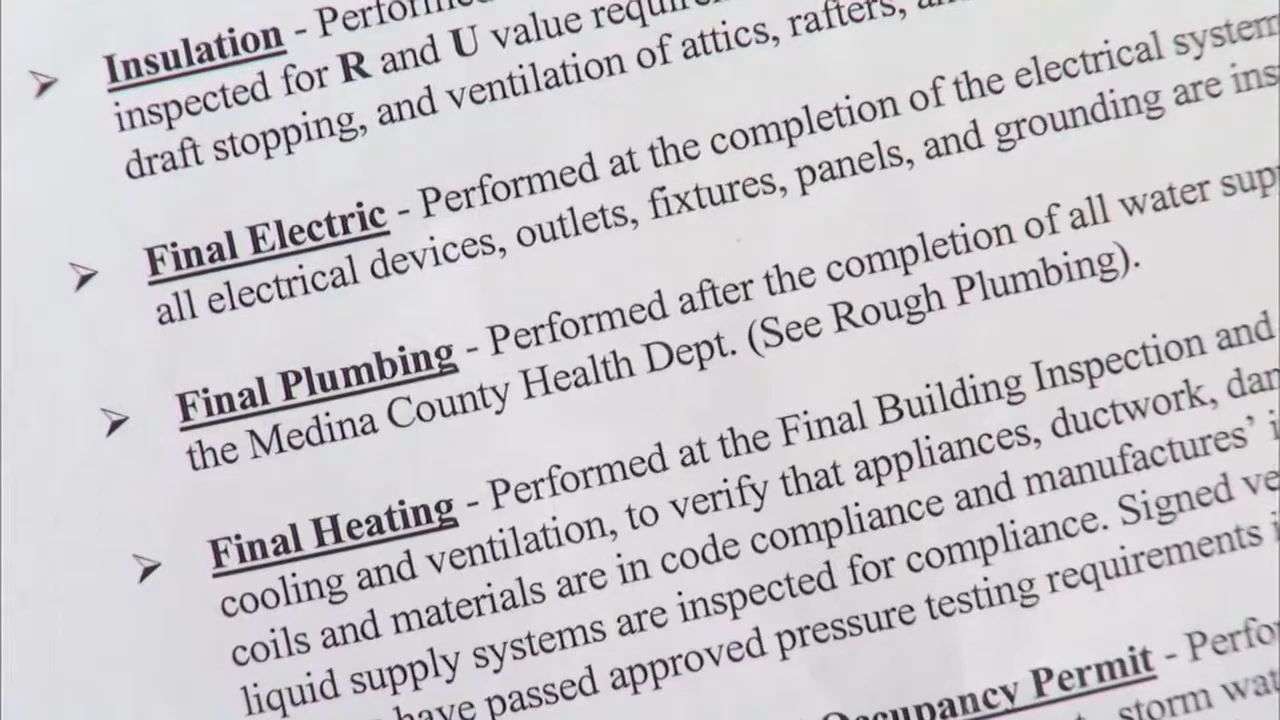 ➢ Insulation - Performed
inspected for R and U value
draft stopping, and ventilation of attics, rafters,
➢ Final Electric - Performed at the completion of the electrical system
all electrical devices, outlets, fixtures, panels, and grounding are ins
➢ Final Plumbing - Performed after the completion of all water sup
the Medina County Health Dept. (See Rough Plumbing).
➢ Final Heating - Performed at the Final Building Inspection and
cooling and ventilation, to verify that appliances, ductwork, dam
coils and materials are in code compliance and manufactures' i
liquid supply systems are inspected for compliance. Signed ve
have passed approved pressure testing requirements i
Occupancy Permit - Perfo
storm wat